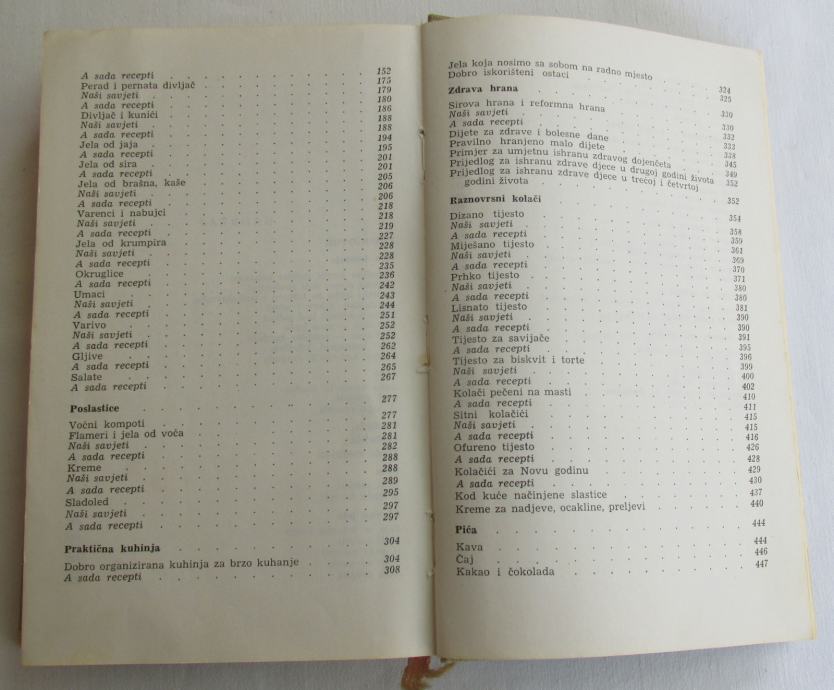 A sada recepti 152
Perad i pernata divljač 175
Naši savjeti 179
A sada recepti 180
Divljač i kunići 186
Naši savjeti 188
A sada recepti 188
Jela od jaja 194
A sada recepti 195
Jela od sira 201
A sada recepti 201
Jela od brašna, kaše 205
Naši savjeti 206
A sada recepti 206
Varenci i nabujci 218
Naši savjeti 218
A sada recepti 219
Jela od krumpira 227
Naši savjeti 228
A sada recepti 228
Okruglice 235
A sada recepti 236
Umaci 242
Naši savjeti 243
A sada recepti 244
Varivo 251
Naši savjeti 252
A sada recepti 252
Gljive 262
A sada recepti 264
Salate 265
A sada recepti 267
Poslastice 277
Voćni kompoti 277
Flameri i jela od voća 281
Naši savjeti 281
A sada recepti 282
Kreme 288
Naši savjeti 288
A sada recepti 289
Sladoled 295
Naši savjeti 297
A sada recepti 297
Praktična kuhinja 304
Dobro organizirana kuhinja za brzo kuhanje 304
A sada recepti 308
Jela koja nosimo sa sobom na radno mjesto 324
Dobro iskorišteni ostaci 325
Zdrava hrana 330
Sirova hrana i reformna hrana 330
Naši savjeti 332
A sada recepti 333
Dijete za zdrave i bolesne dane 338
Pravilno hranjeno malo dijete 345
Primjer za umjetnu ishranu zdravog dojenčeta 349
Prijedlog za ishranu zdrave djece u drugoj godini života 352
Prijedlog za ishranu zdrave djece u trećoj i četvrtoj
godini života 352
Raznovrsni kolači 354
Dizano tijesto 358
Naši savjeti 359
A sada recepti 361
Miješano tijesto 369
Naši savjeti 370
A sada recepti 371
Prhko tijesto 380
Naši savjeti 380
A sada recepti 381
Lisnato tijesto 390
Naši savjeti 390
A sada recepti 391
Tijesto za savijače 395
A sada recepti 396
Tijesto za biskvit i torte 399
Naši savjeti 400
A sada recepti 402
Kolači pečeni na masti 410
A sada recepti 411
Sitni kolačići 415
Naši savjeti 415
A sada recepti 416
Ofureno tijesto 426
A sada recepti 428
Kolačići za Novu godinu 429
A sada recepti 430
Kod kuće načinjene slastice 437
Kreme za nadjeve, ocakline, preljevi 440
Pića 444
Kava 444
Čaj 446
Kakao i čokolada 447